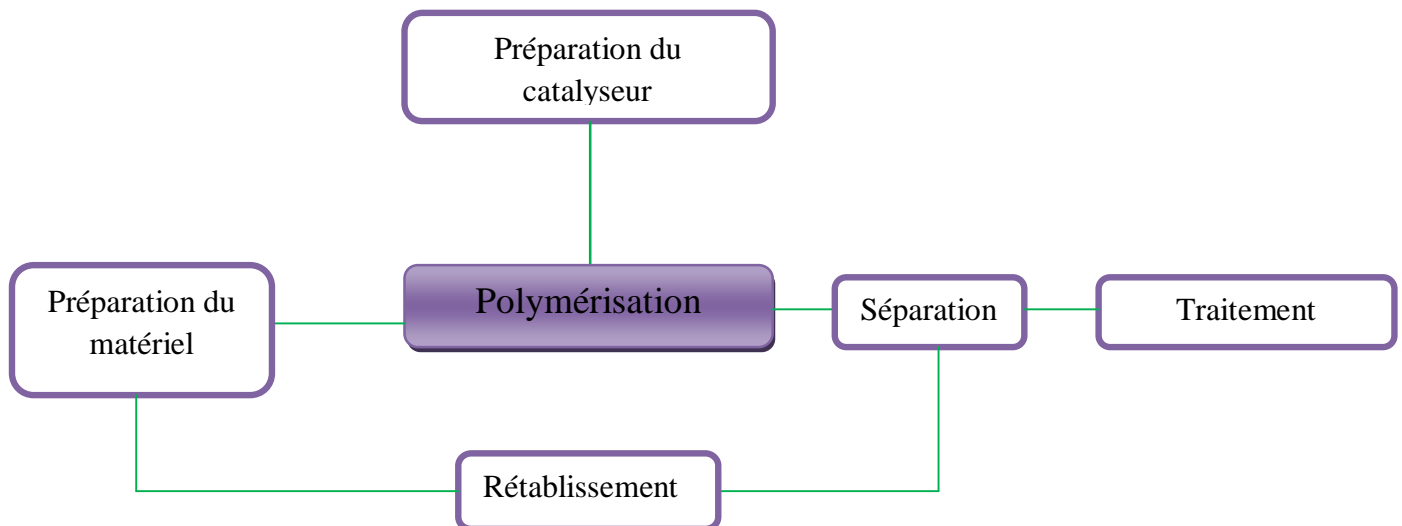 Préparation du
catalyseur
Préparation du
matériel
Polymérisation
Séparation
Traitement
Rétablissement